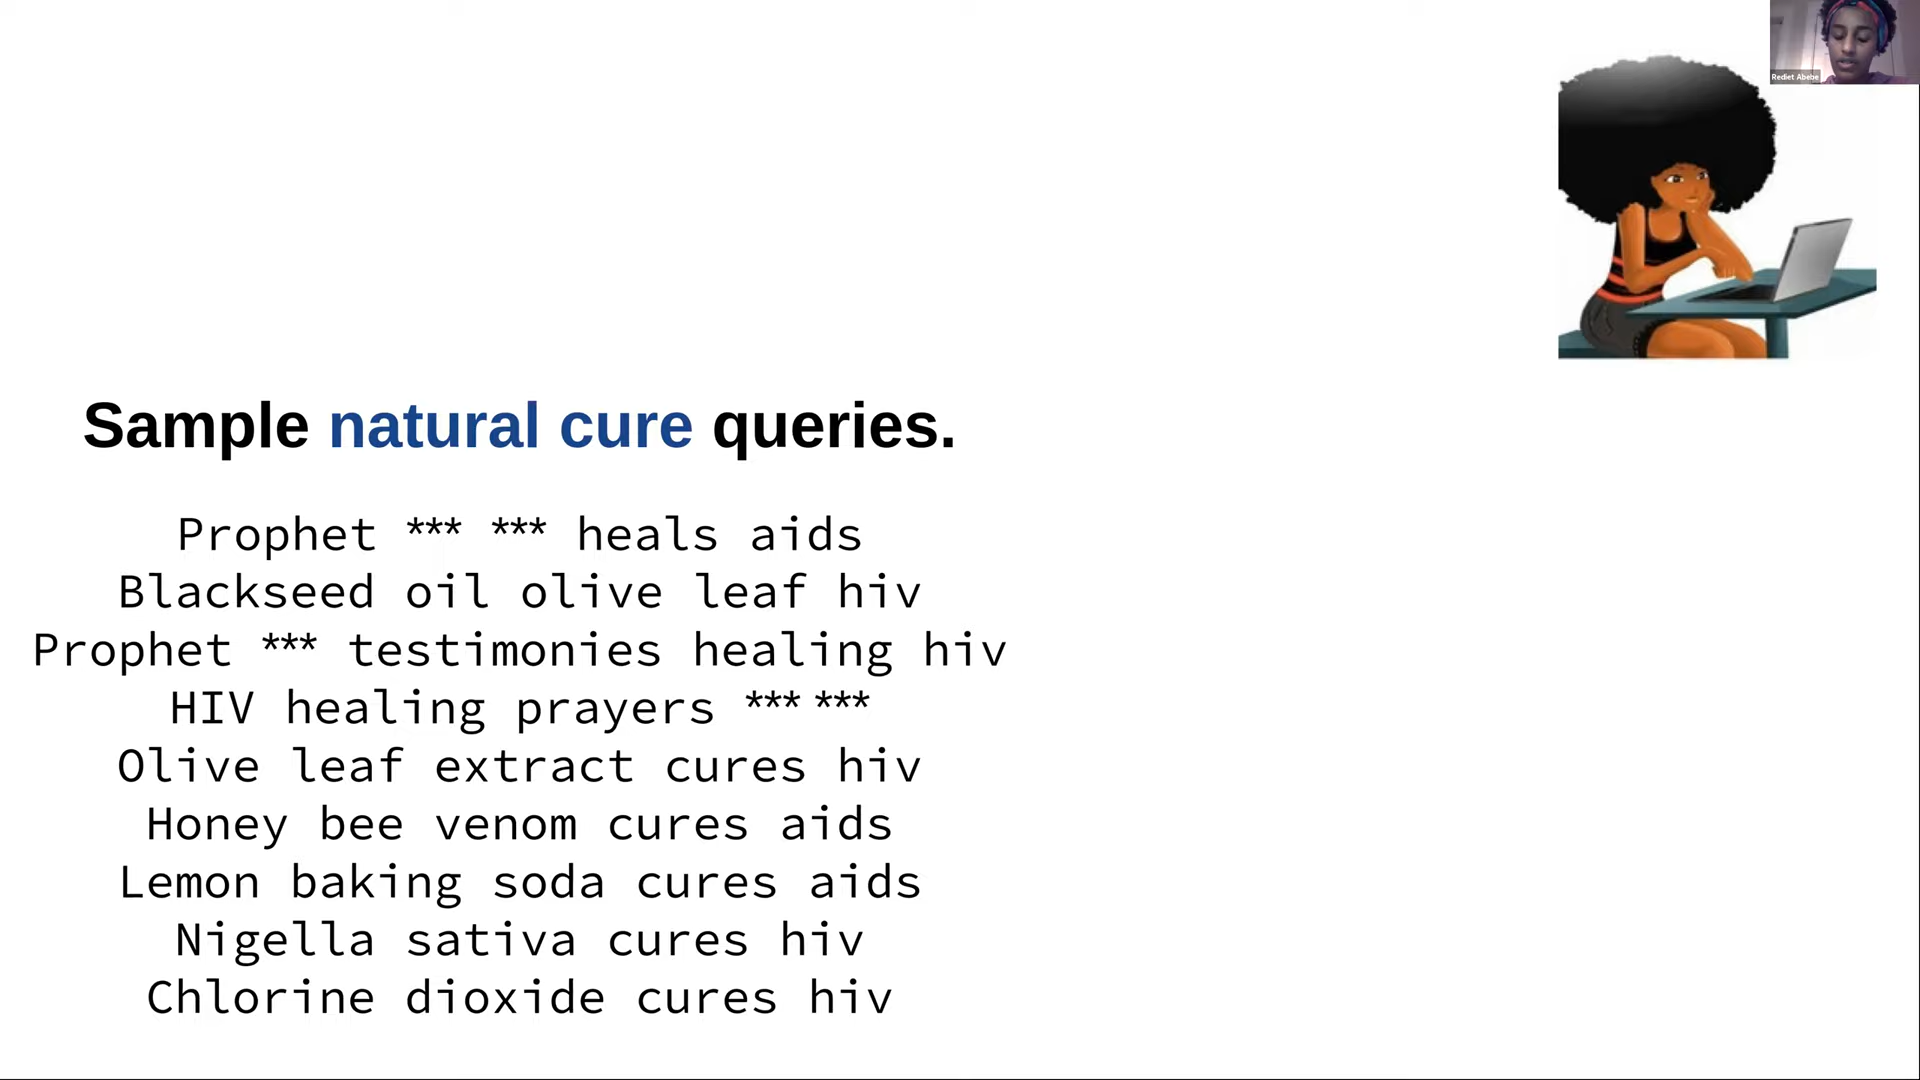 Rediet Abebe
Sample natural cure queries.
Prophet *** *** heals aids
Blackseed oil olive leaf hiv
Prophet *** testimonies healing hiv
HIV healing prayers *** ***
Olive leaf extract cures hiv
Honey bee venom cures aids
Lemon baking soda cures aids
Nigella sativa cures hiv
Chlorine dioxide cures hiv